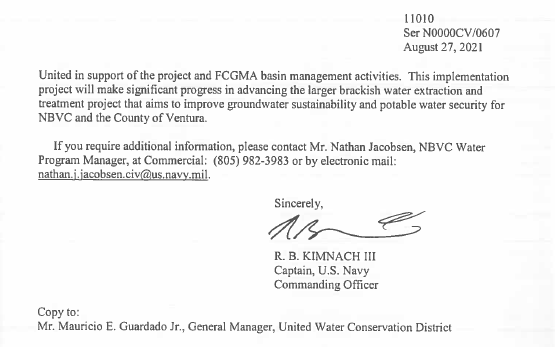 11010
Ser N0000CV/0607
August 27, 2021
United in support of the project and FCGMA basin management activities. This implementation
project will make significant progress in advancing the larger brackish water extraction and
treatment project that aims to improve groundwater sustainability and potable water security for
NBVC and the County of Ventura.
If you require additional information, please contact Mr. Nathan Jacobsen, NBVC Water
Program Manager, at Commercial: (805) 982-3983 or by electronic mail:
nathan.j.jacobsen.civ@us.navy.mil.
Sincerely,
R. B. KIMNACH III
Captain, U.S. Navy
Commanding Officer
Copy to:
Mr. Mauricio E. Guardado Jr., General Manager, United Water Conservation District